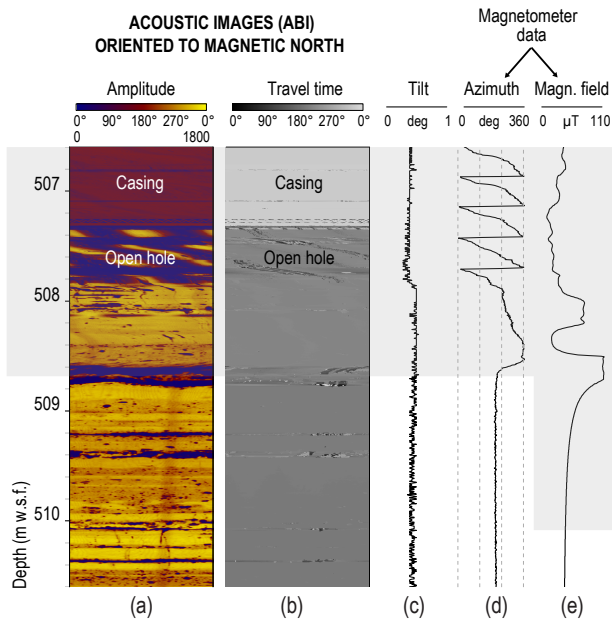 ACOUSTIC IMAGES (ABI)
ORIENTED TO MAGNETIC NORTH
Magnetometer
data
Amplitude
Travel time
Tilt
Azimuth
Magn. field
0° 90° 180° 270° 0°
0 1800
0° 90° 180° 270° 0°
0 deg 1
0 deg 360
0 µT 110
Casing
Casing
Open hole
Open hole
507
508
509
510
Depth (m w.s.f.)
(a) (b) (c) (d) (e)